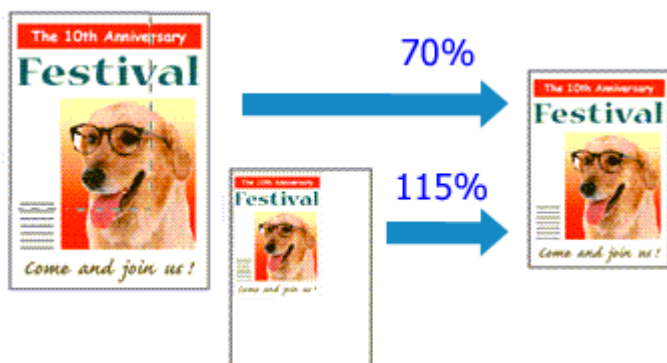 The 10th Anniversary
Festival
Come and join us!
70%
The 10th Anniversary
Festival
Come and join us!
115%
The 10th Anniversary
Festival
Come and join us!